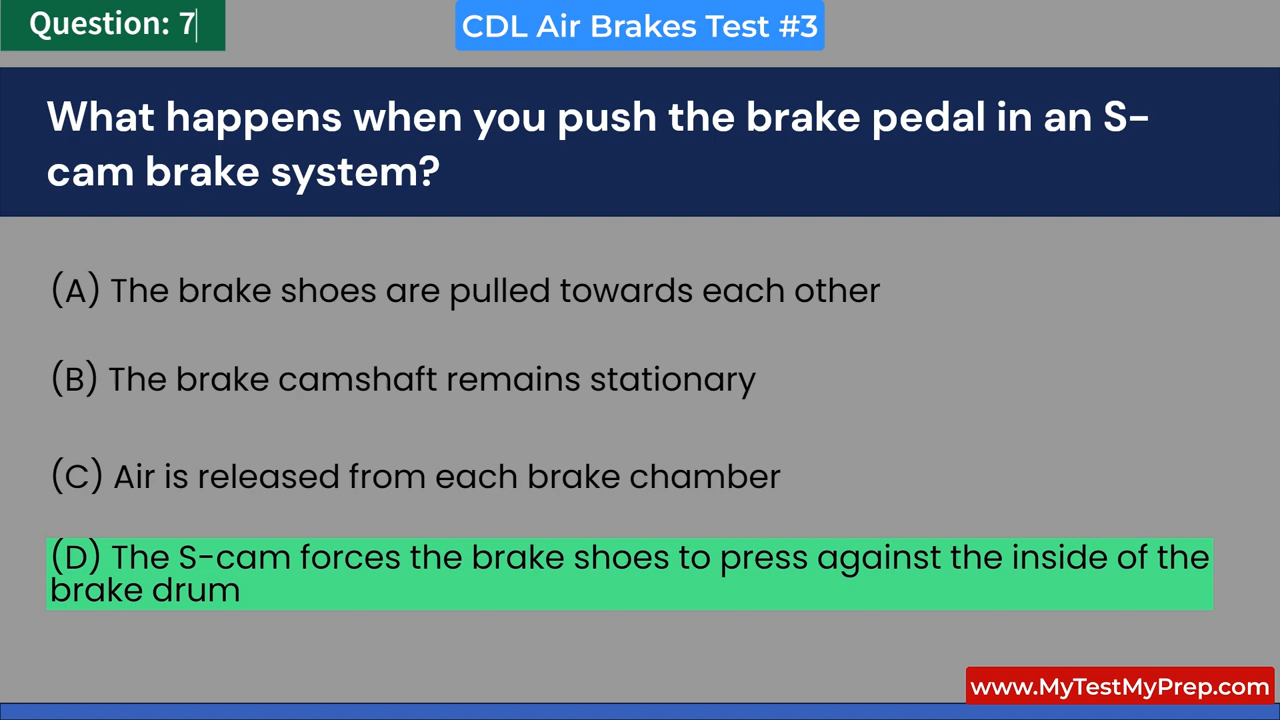 Question: 7
CDL Air Brakes Test #3
What happens when you push the brake pedal in an S-
cam brake system?
(A) The brake shoes are pulled towards each other
(B) The brake camshaft remains stationary
(C) Air is released from each brake chamber
(D) The S-cam forces the brake shoes to press against the inside of the
brake drum
www.MyTestMyPrep.com